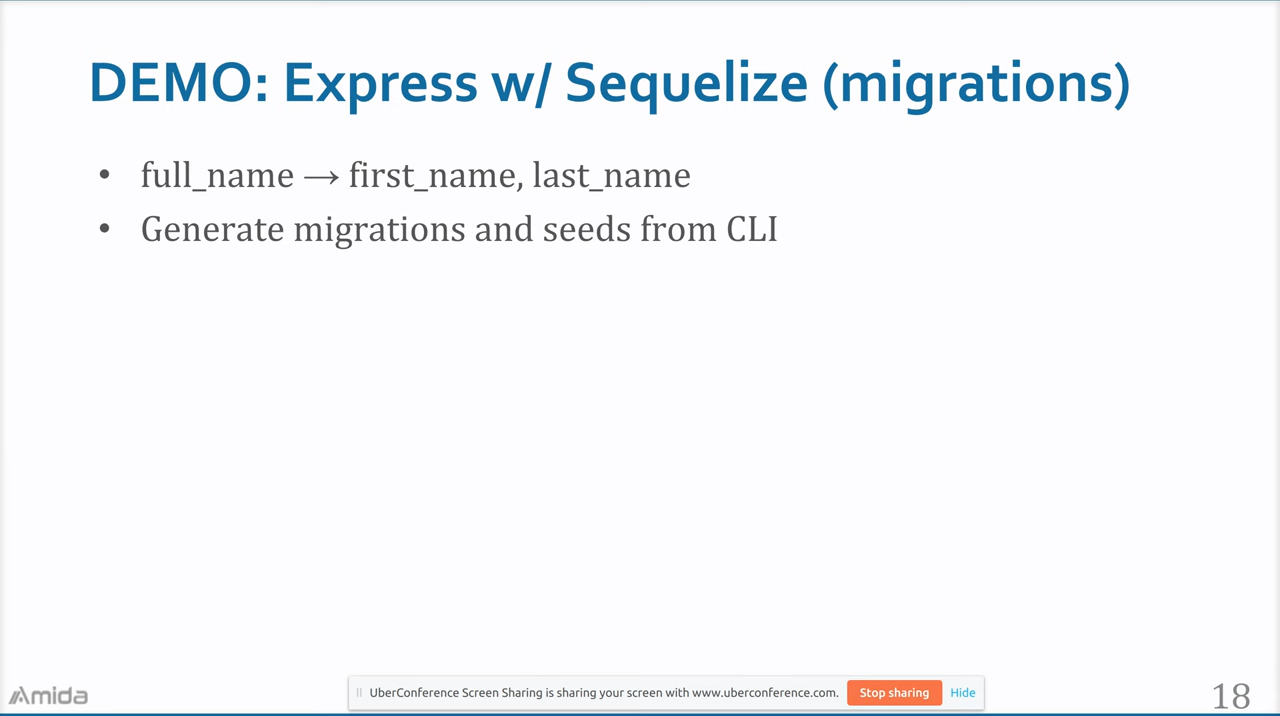 DEMO: Express w/ Sequelize (migrations)
• full_name → first_name, last_name
• Generate migrations and seeds from CLI
Amida
UberConference Screen Sharing is sharing your screen with www.uberconference.com.
Stop sharing
Hide
18